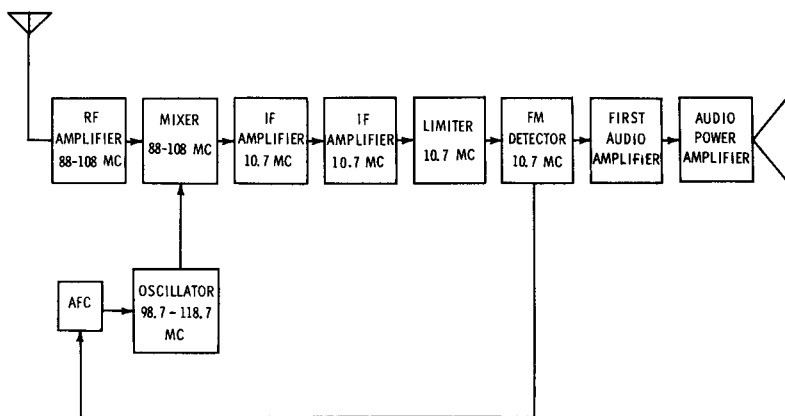 RF
AMPLIFIER
88-108 MC
MIXER
88-108 MC
IF
AMPLIFIER
10.7 MC
IF
AMPLIFIER
10.7 MC
LIMITER
10.7 MC
FM
DETECTOR
10.7 MC
FIRST
AUDIO
AMPLIFIER
AUDIO
POWER
AMPLIFIER
AFC
OSCILLATOR
98.7 - 118.7
MC